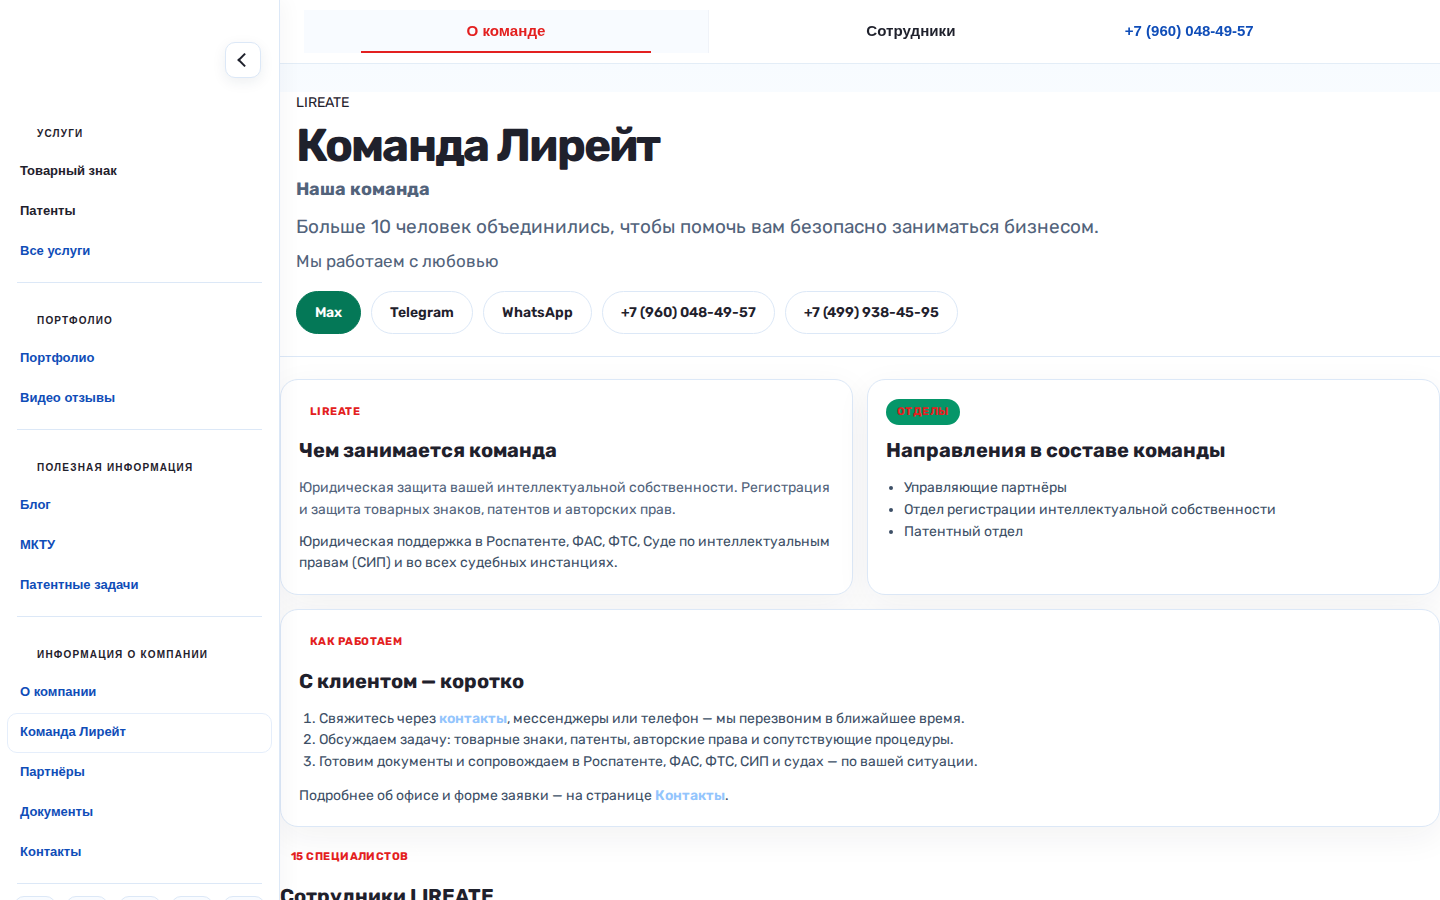 О команде
Сотрудники
+7 (960) 048-49-57
УСЛУГИ
Товарный знак
Патенты
Все услуги
ПОРТФОЛИО
Портфолио
Видео отзывы
ПОЛЕЗНАЯ ИНФОРМАЦИЯ
Блог
МКТУ
Патентные задачи
ИНФОРМАЦИЯ О КОМПАНИИ
О компании
Команда Лирейт
Партнёры
Документы
Контакты
LIREATE
Команда Лирейт
Наша команда
Больше 10 человек объединились, чтобы помочь вам безопасно заниматься бизнесом.
Мы работаем с любовью
Max
Telegram
WhatsApp
+7 (960) 048-49-57
+7 (499) 938-45-95
LIREATE
Чем занимается команда
Юридическая защита вашей интеллектуальной собственности. Регистрация
и защита товарных знаков, патентов и авторских прав.
Юридическая поддержка в Роспатенте, ФАС, ФТС, Суде по интеллектуальным
правам (СИП) и во всех судебных инстанциях.
ОТДЕЛЫ
Направления в составе команды
• Управляющие партнёры
• Отдел регистрации интеллектуальной собственности
• Патентный отдел
КАК РАБОТАЕМ
С клиентом — коротко
1. Свяжитесь через контакты, мессенджеры или телефон — мы перезвоним в ближайшее время.
2. Обсуждаем задачу: товарные знаки, патенты, авторские права и сопутствующие процедуры.
3. Готовим документы и сопровождаем в Роспатенте, ФАС, ФТС, СИП и судах — по вашей ситуации.
Подробнее об офисе и форме заявки — на странице Контакты.
15 СПЕЦИАЛИСТОВ
Сотрудники LIREATE